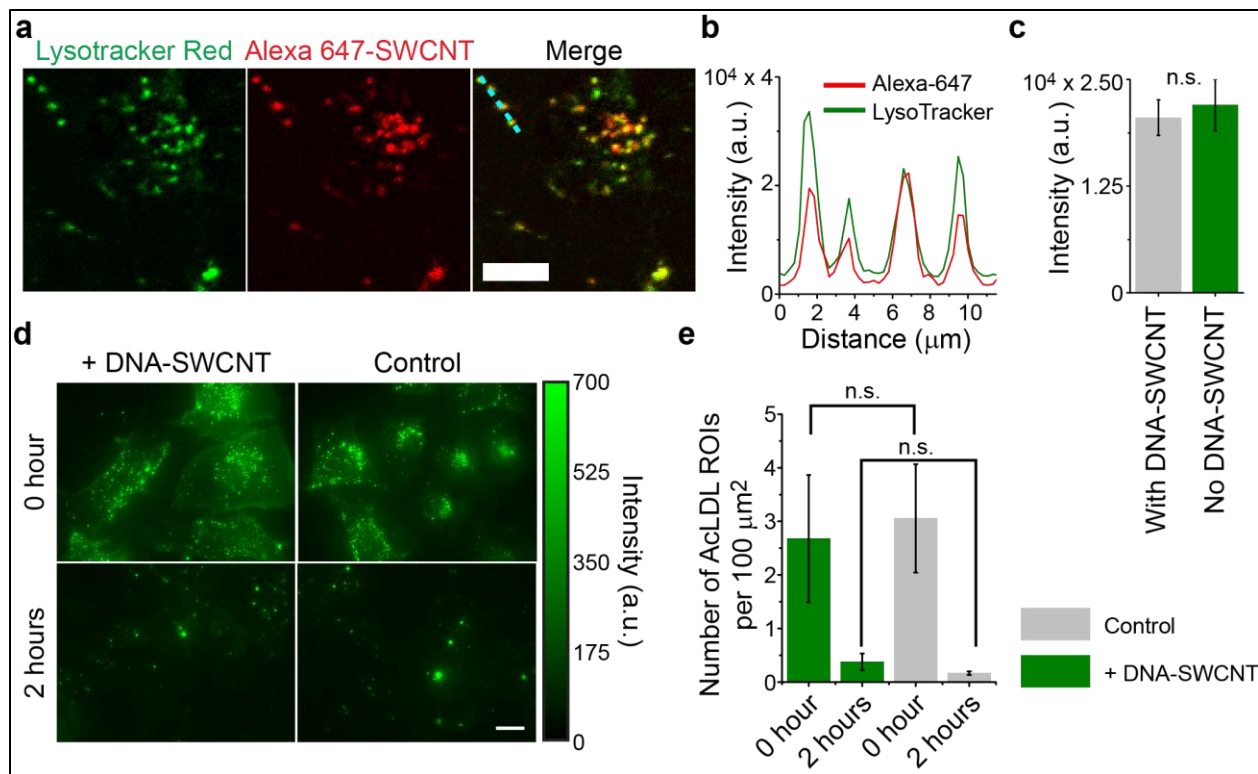 a
Lysotracker Red Alexa 647-SWCNT Merge
b
10⁴ x 4
2
0
Intensity (a.u.)
Alexa-647
LysoTracker
0 2 4 6 8 10
Distance (μm)
c
10⁴ x 2.50
1.25
0
Intensity (a.u.)
n.s.
With DNA-SWCNT
No DNA-SWCNT
d
+ DNA-SWCNT Control
0 hour
2 hours
700
525
350
175
0
Intensity (a.u.)
e
n.s.
n.s.
5
4
3
2
1
0
Number of AcLDL ROIs
per 100 μm²
0 hour
2 hours
0 hour
2 hours
Control
+ DNA-SWCNT